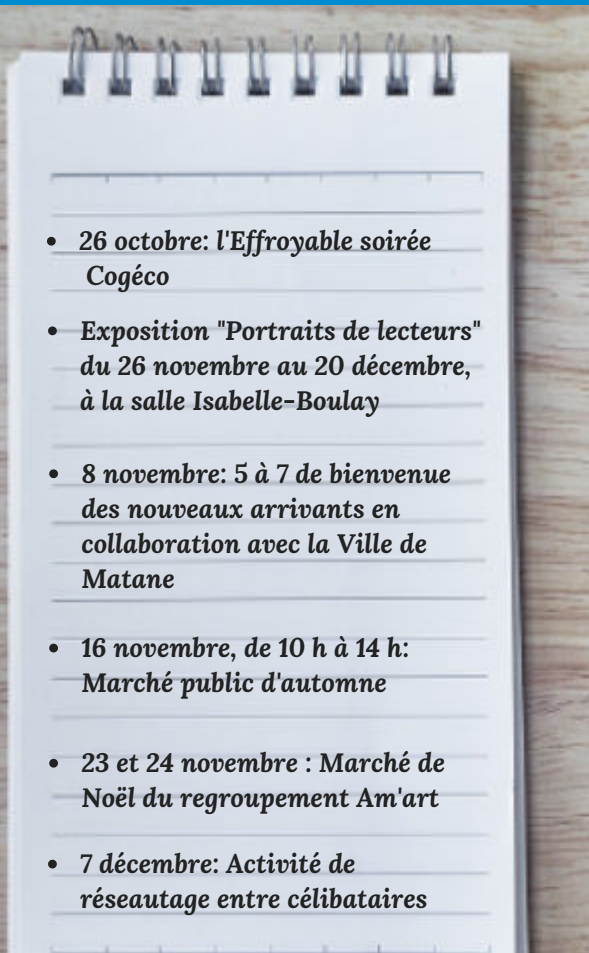 • 26 octobre: l'Effroyable soirée
Cogéco
• Exposition "Portraits de lecteurs"
du 26 novembre au 20 décembre,
à la salle Isabelle-Boulay
• 8 novembre: 5 à 7 de bienvenue
des nouveaux arrivants en
collaboration avec la Ville de
Matane
• 16 novembre, de 10 h à 14 h:
Marché public d'automne
• 23 et 24 novembre : Marché de
Noël du regroupement Am'art
• 7 décembre: Activité de
réseautage entre célibataires